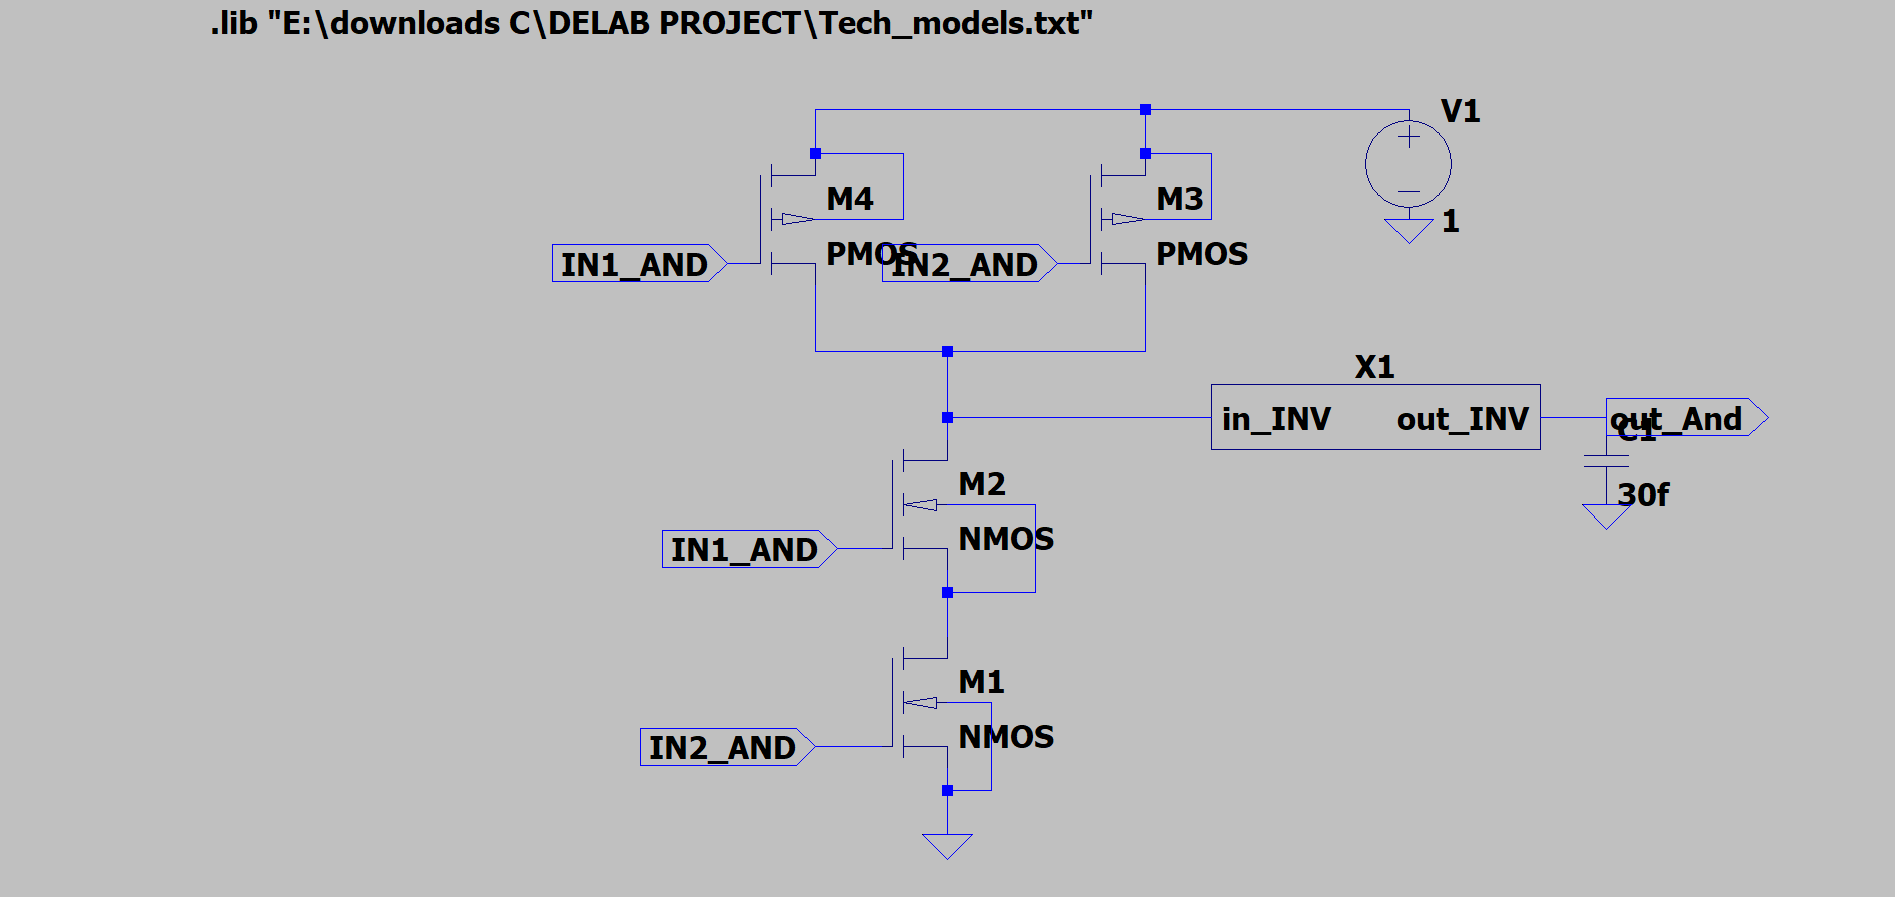 .lib "E:\downloads C\DELAB PROJECT\Tech_models.txt"
V1
M4
M3
1
PMOS
PMOS
IN1_AND
IN2_AND
X1
in_INV
out_INV
out_And
C1
30f
M2
NMOS
IN1_AND
M1
NMOS
IN2_AND